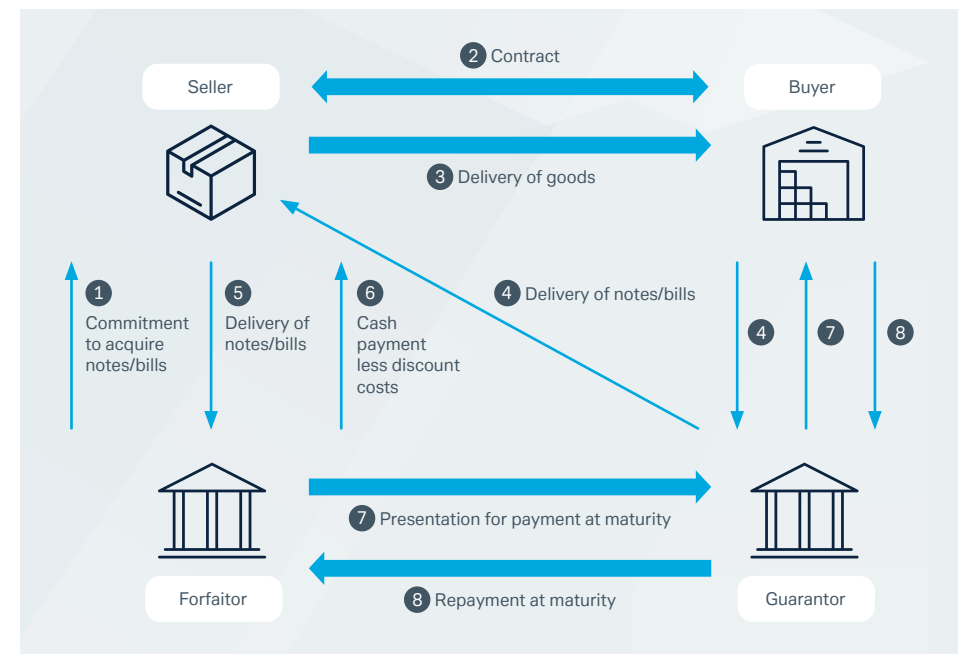 2 Contract
Seller
Buyer
3 Delivery of goods
1
Commitment
to acquire
notes/bills
5
Delivery of
notes/bills
6
Cash
payment
less discount
costs
4 Delivery of notes/bills
4
7
8
7 Presentation for payment at maturity
Forfaitor
8 Repayment at maturity
Guarantor